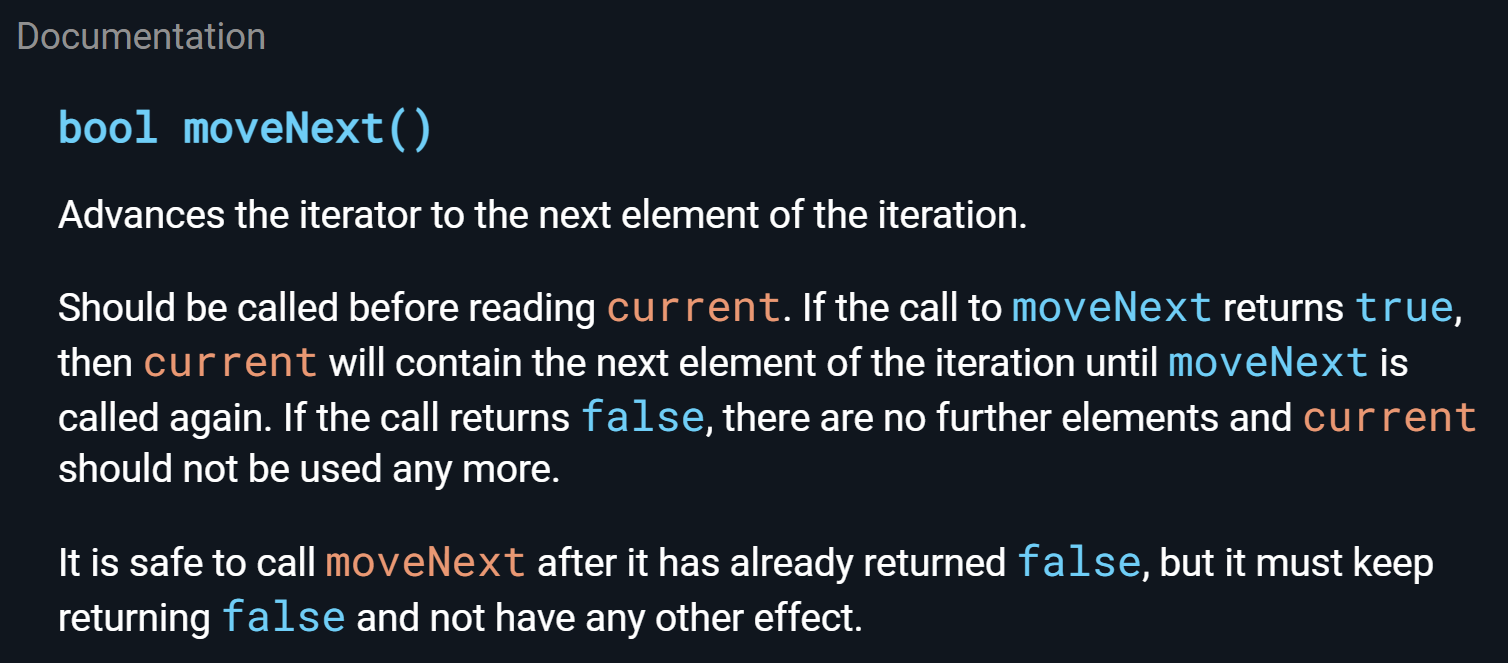 Documentation
bool moveNext()
Advances the iterator to the next element of the iteration.
Should be called before reading current. If the call to moveNext returns true,
then current will contain the next element of the iteration until moveNext is
called again. If the call returns false, there are no further elements and current
should not be used any more.
It is safe to call moveNext after it has already returned false, but it must keep
returning false and not have any other effect.